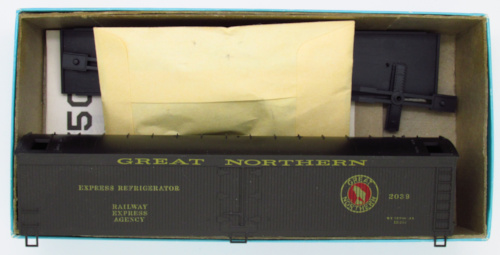 GREAT NORTHERN
EXPRESS REFRIGERATOR
RAILWAY
EXPRESS
AGENCY
GREAT
NORTHERN
2029